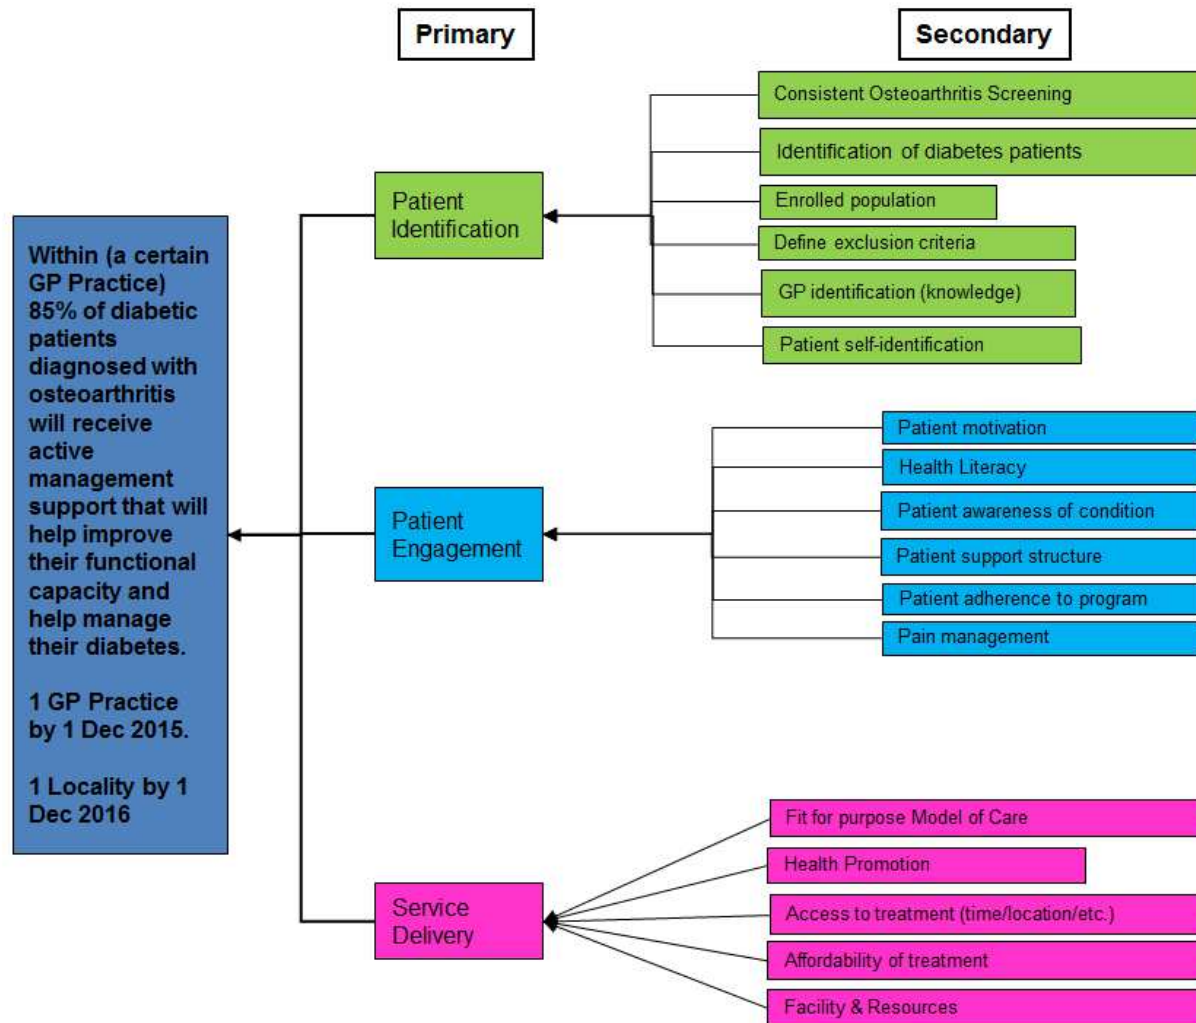 Primary
Secondary
Within (a certain
GP Practice)
85% of diabetic
patients
diagnosed with
osteoarthritis
will receive
active
management
support that will
help improve
their functional
capacity and
help manage
their diabetes.
1 GP Practice
by 1 Dec 2015.
1 Locality by 1
Dec 2016
Patient
Identification
Consistent Osteoarthritis Screening
Identification of diabetes patients
Enrolled population
Define exclusion criteria
GP identification (knowledge)
Patient self-identification
Patient
Engagement
Patient motivation
Health Literacy
Patient awareness of condition
Patient support structure
Patient adherence to program
Pain management
Service
Delivery
Fit for purpose Model of Care
Health Promotion
Access to treatment (time/location/etc.)
Affordability of treatment
Facility & Resources